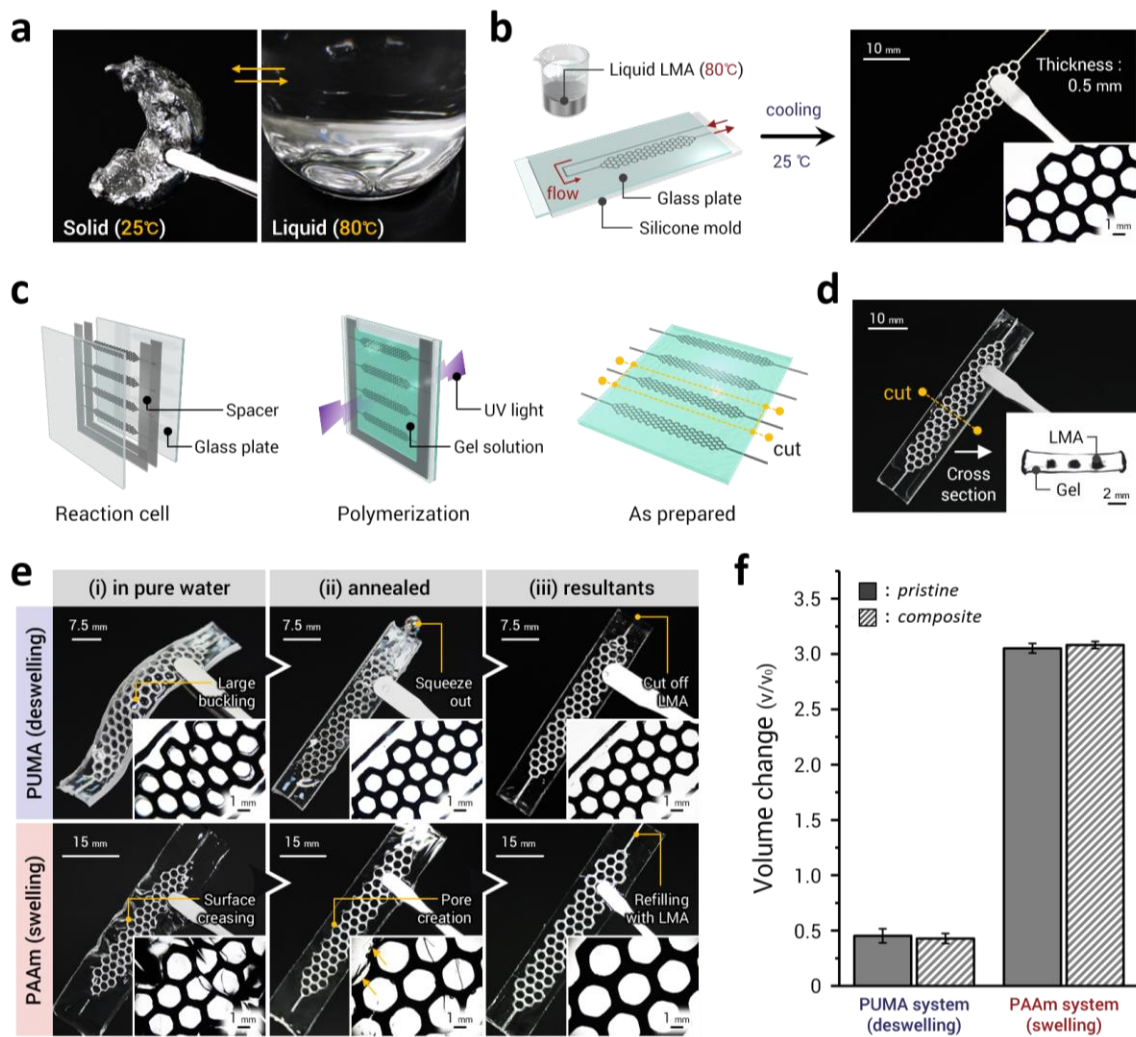 a
Solid (25℃)
Liquid (80℃)
b
Liquid LMA (80℃)
flow
Glass plate
Silicone mold
cooling
25 ℃
10 mm
Thickness :
0.5 mm
1 mm
c
Spacer
Glass plate
Reaction cell
UV light
Gel solution
Polymerization
cut
As prepared
d
10 mm
cut
Cross
section
LMA
Gel
2 mm
e
(i) in pure water
(ii) annealed
(iii) resultants
PUMA (deswelling)
7.5 mm
Large
buckling
1 mm
7.5 mm
Squeeze
out
1 mm
7.5 mm
Cut off
LMA
1 mm
PAAm (swelling)
15 mm
Surface
creasing
1 mm
15 mm
Pore
creation
1 mm
15 mm
Refilling
with LMA
1 mm
f
Volume change (v/v₀)
3.5
3.0
2.5
2.0
1.5
1.0
0.5
0
: pristine
: composite
PUMA system
(deswelling)
PAAm system
(swelling)